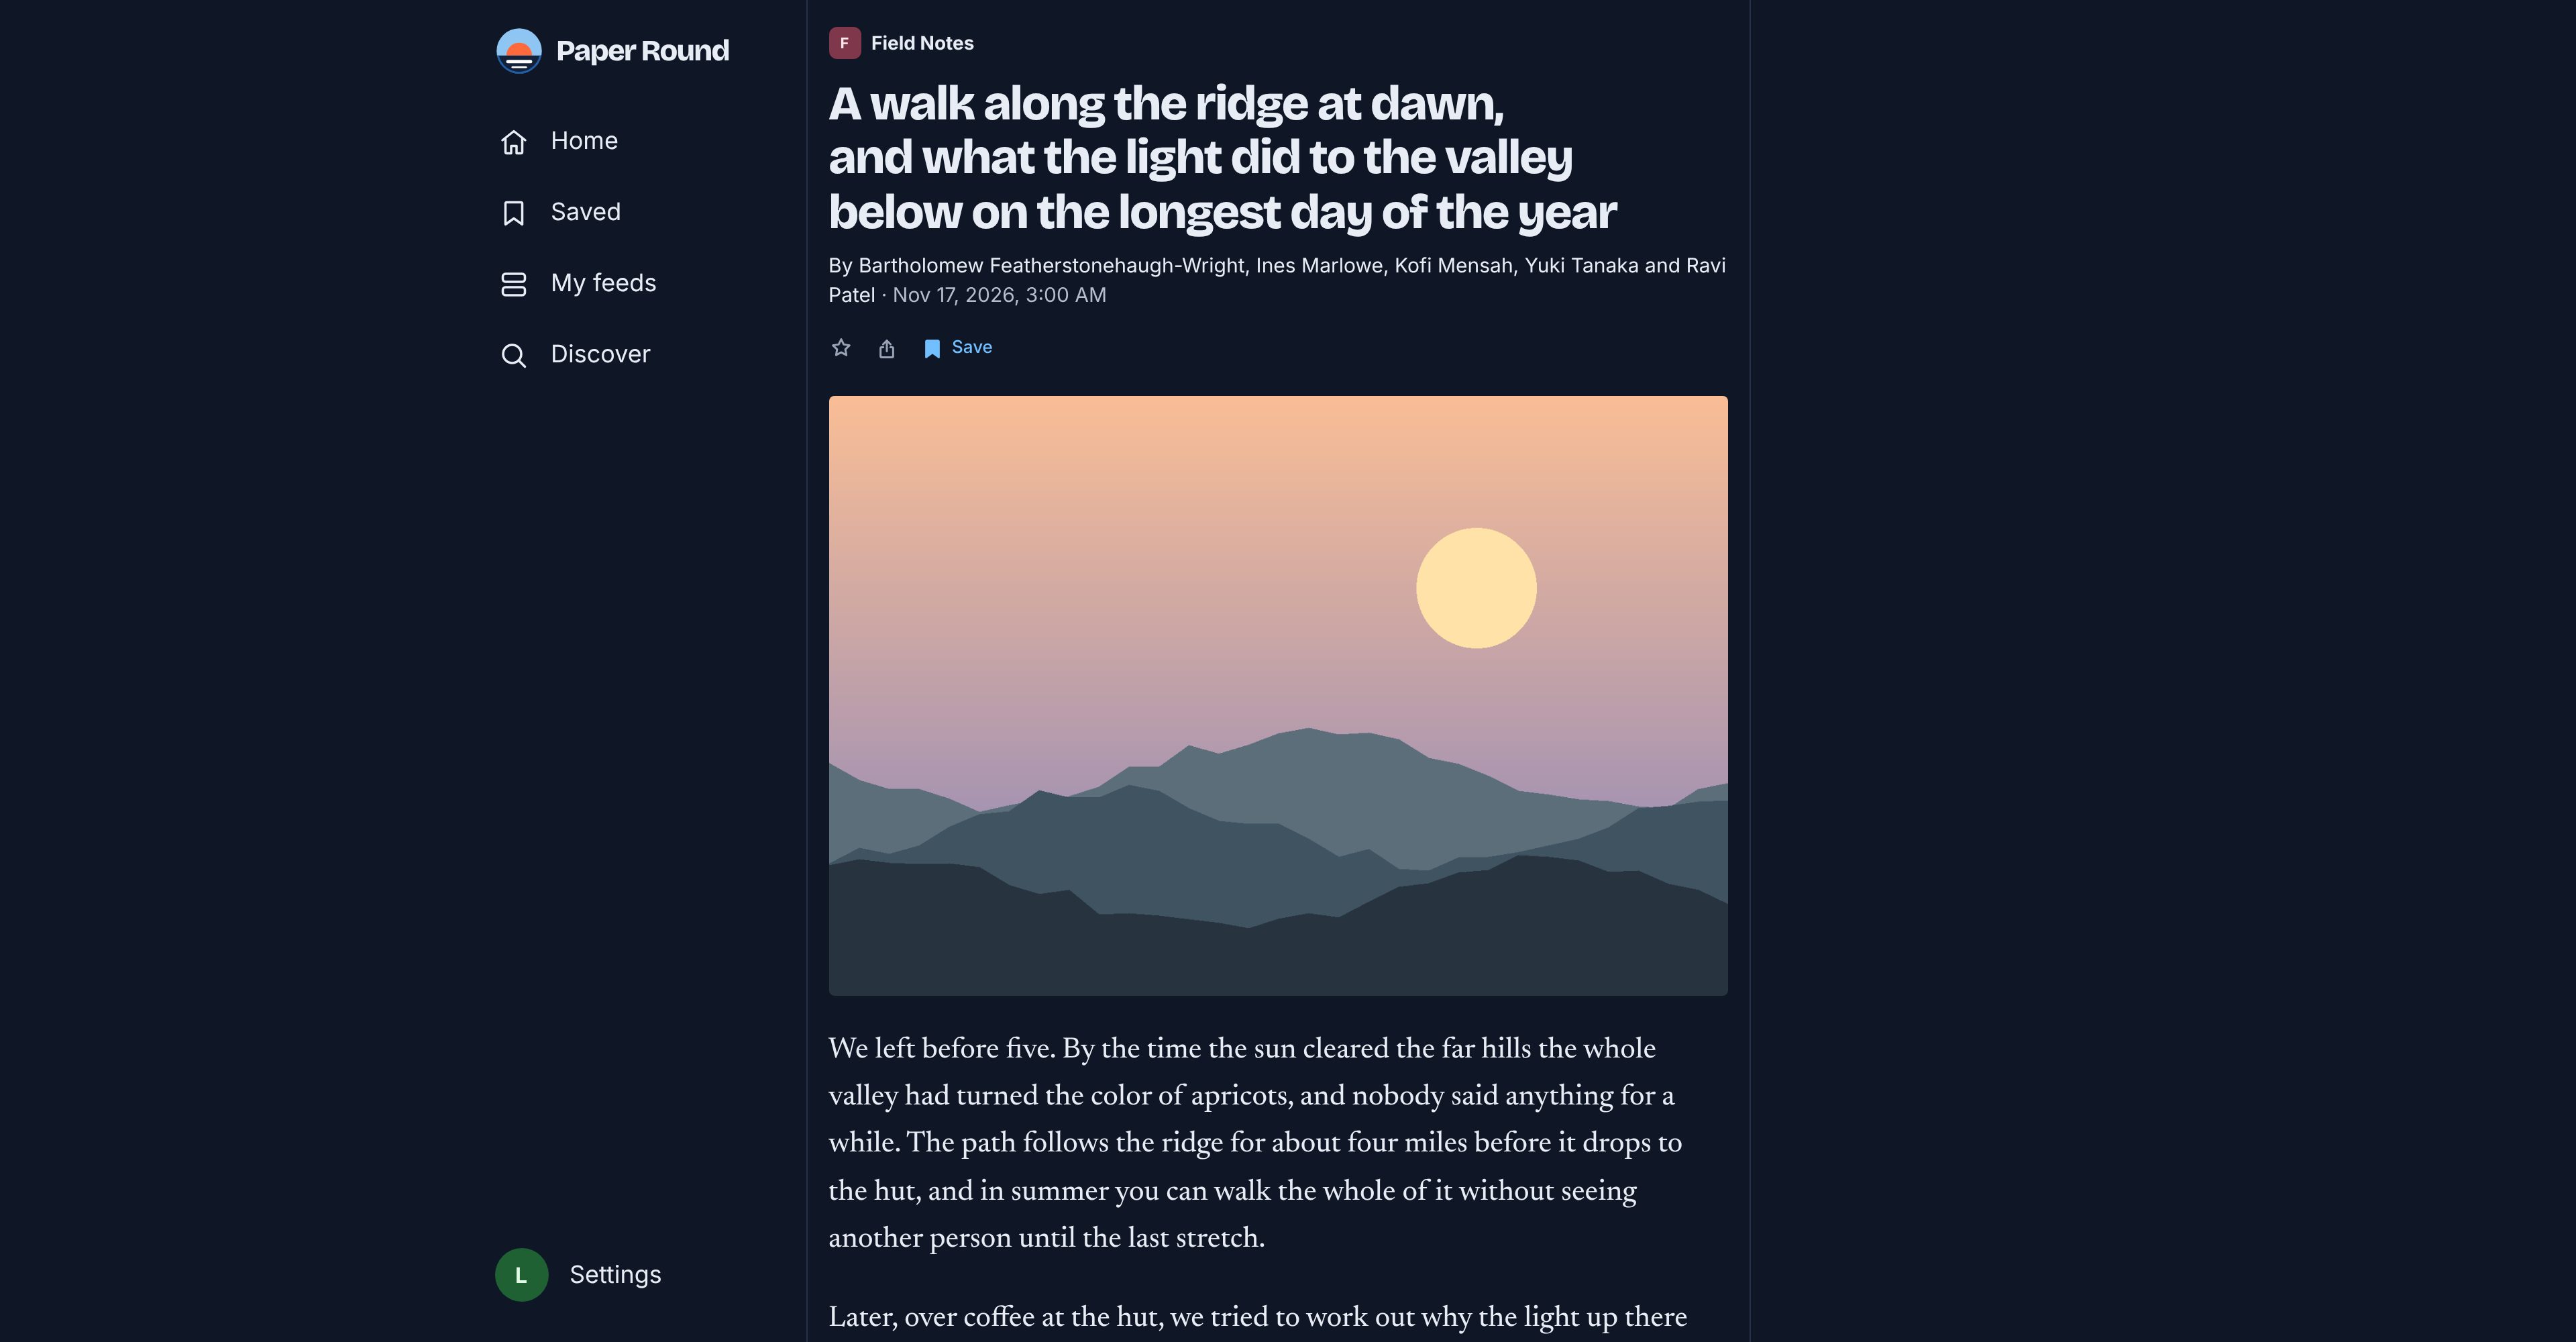 Paper Round
Home
Saved
My feeds
Discover
L
Settings
F
Field Notes
A walk along the ridge at dawn,
and what the light did to the valley
below on the longest day of the year
By Bartholomew Featherstonehaugh-Wright, Ines Marlowe, Kofi Mensah, Yuki Tanaka and Ravi
Patel · Nov 17, 2026, 3:00 AM
Save
We left before five. By the time the sun cleared the far hills the whole
valley had turned the color of apricots, and nobody said anything for a
while. The path follows the ridge for about four miles before it drops to
the hut, and in summer you can walk the whole of it without seeing
another person until the last stretch.
Later, over coffee at the hut, we tried to work out why the light up there